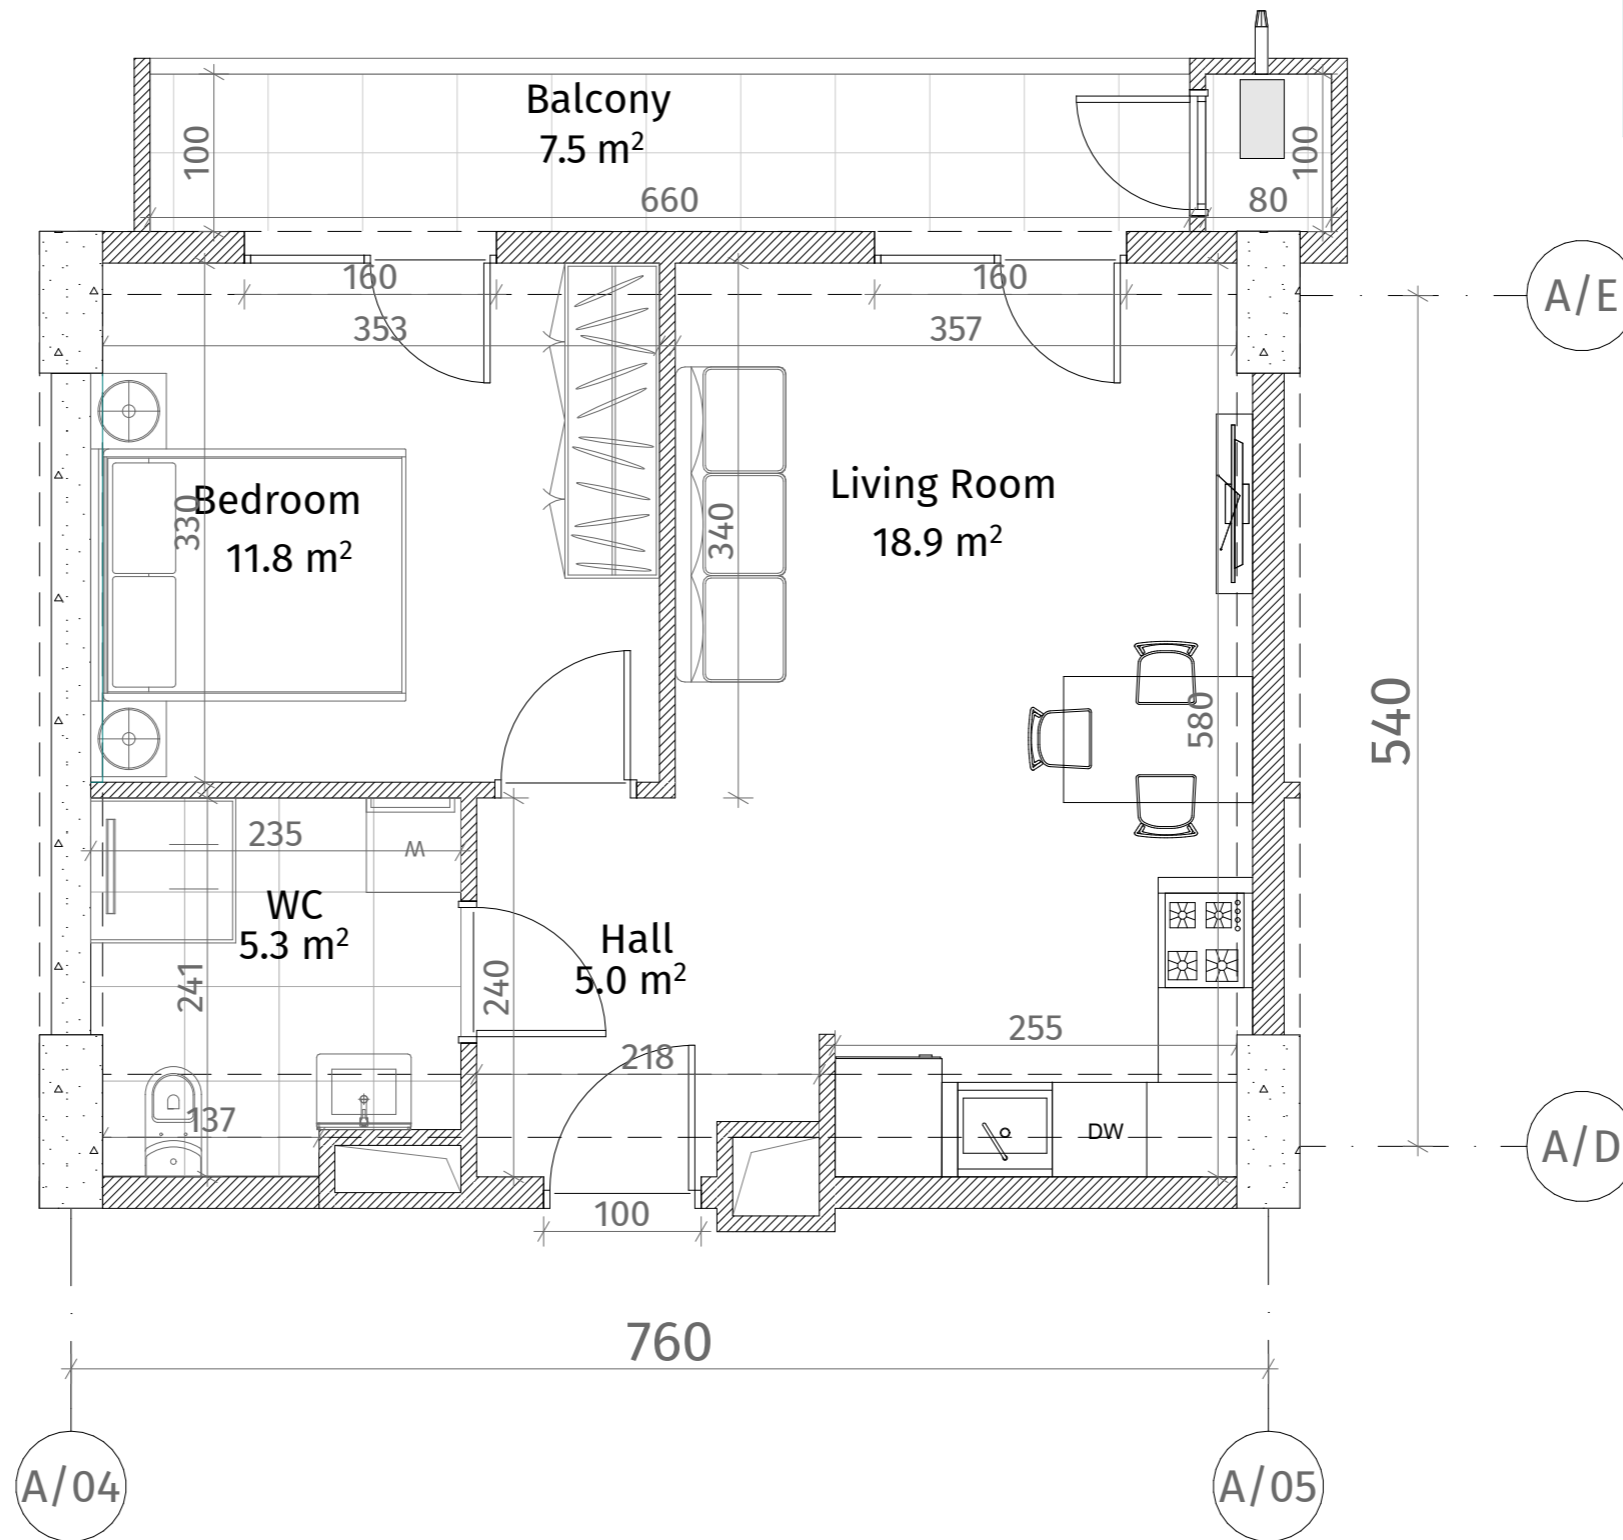 Balcony
7.5 m²
100
100
660
80
160
160
353
357
A/E
Bedroom
11.8 m²
330
340
Living Room
18.9 m²
580
540
235
W
WC
5.3 m²
241
240
Hall
5.0 m²
218
255
137
DW
A/D
100
760
A/04
A/05